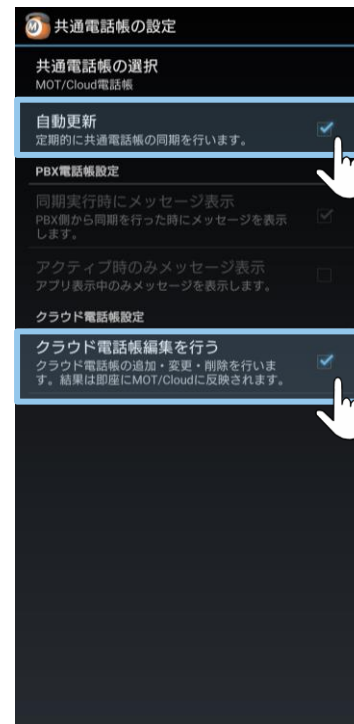 共通電話帳の設定
共通電話帳の選択
MOT/Cloud電話帳
自動更新
定期的に共通電話帳の同期を行います。
PBX電話帳設定
同期実行時にメッセージ表示
PBX側から同期を行った時にメッセージを表示
します。
アクティブ時のみメッセージ表示
アプリ表示中のみメッセージを表示します。
クラウド電話帳設定
クラウド電話帳編集を行う
クラウド電話帳の追加・変更・削除を行いま
す。結果は即座にMOT/Cloudに反映されます。